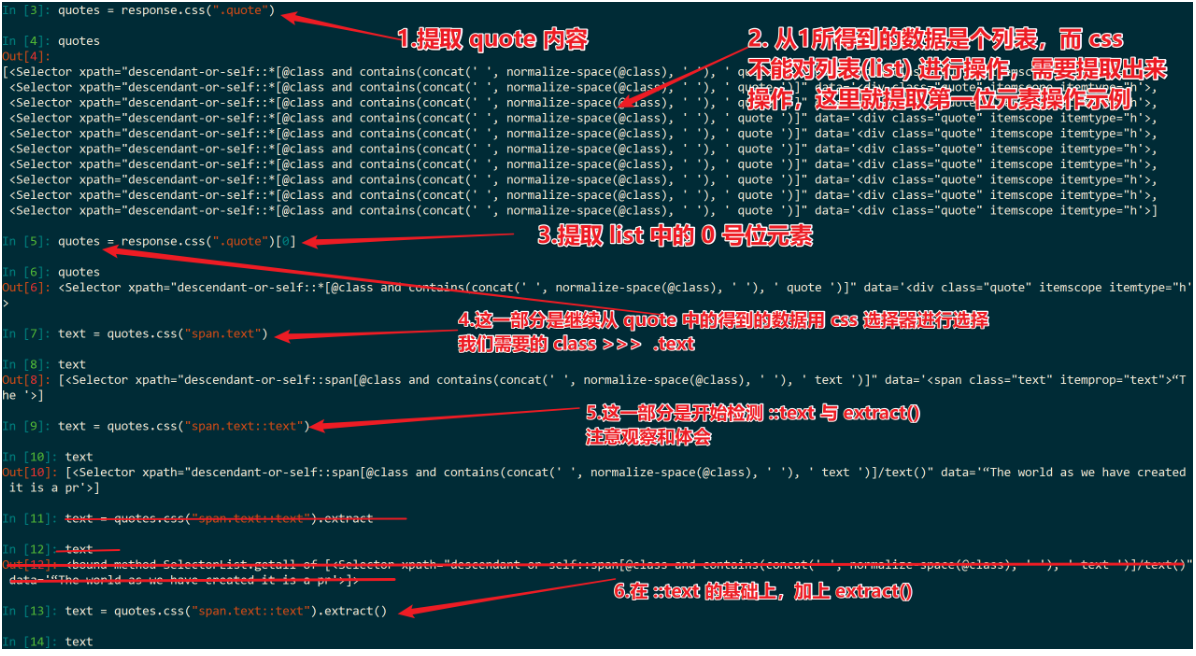 In [3]: quotes = response.css(".quote")
1.提取 quote 内容
2. 从1所得到的数据是个列表，而 css
不能对列表(list) 进行操作，需要提取出来
操作，这里就提取第一位元素操作示例
In [4]: quotes
Out[4]:
[<Selector xpath="descendant-or-self::*[@class and contains(concat(' ', normalize-space(@class), ' '), ' quote ')]" data='<div class="quote" itemscope itemtype="h'>,
<Selector xpath="descendant-or-self::*[@class and contains(concat(' ', normalize-space(@class), ' '), ' quote ')]" data='<div class="quote" itemscope itemtype="h'>,
<Selector xpath="descendant-or-self::*[@class and contains(concat(' ', normalize-space(@class), ' '), ' quote ')]" data='<div class="quote" itemscope itemtype="h'>,
<Selector xpath="descendant-or-self::*[@class and contains(concat(' ', normalize-space(@class), ' '), ' quote ')]" data='<div class="quote" itemscope itemtype="h'>,
<Selector xpath="descendant-or-self::*[@class and contains(concat(' ', normalize-space(@class), ' '), ' quote ')]" data='<div class="quote" itemscope itemtype="h'>,
<Selector xpath="descendant-or-self::*[@class and contains(concat(' ', normalize-space(@class), ' '), ' quote ')]" data='<div class="quote" itemscope itemtype="h'>,
<Selector xpath="descendant-or-self::*[@class and contains(concat(' ', normalize-space(@class), ' '), ' quote ')]" data='<div class="quote" itemscope itemtype="h'>,
<Selector xpath="descendant-or-self::*[@class and contains(concat(' ', normalize-space(@class), ' '), ' quote ')]" data='<div class="quote" itemscope itemtype="h'>,
<Selector xpath="descendant-or-self::*[@class and contains(concat(' ', normalize-space(@class), ' '), ' quote ')]" data='<div class="quote" itemscope itemtype="h'>,
<Selector xpath="descendant-or-self::*[@class and contains(concat(' ', normalize-space(@class), ' '), ' quote ')]" data='<div class="quote" itemscope itemtype="h'>]
In [5]: quotes = response.css(".quote")[0]
3.提取 list 中的 0 号位元素
In [6]: quotes
Out[6]: <Selector xpath="descendant-or-self::*[@class and contains(concat(' ', normalize-space(@class), ' '), ' quote ')]" data='<div class="quote" itemscope itemtype="h'
>
4.这一部分是继续从 quote 中的得到的数据用 css 选择器进行选择
我们需要的 class >>> .text
In [7]: text = quotes.css("span.text")
In [8]: text
Out[8]: [<Selector xpath="descendant-or-self::span[@class and contains(concat(' ', normalize-space(@class), ' '), ' text ')]" data='<span class="text" itemprop="text">“T
he '>]
5.这一部分是开始检测 ::text 与 extract()
注意观察和体会
In [9]: text = quotes.css("span.text::text")
In [10]: text
Out[10]: [<Selector xpath="descendant-or-self::span[@class and contains(concat(' ', normalize-space(@class), ' '), ' text ')]/text()" data='“The world as we have created
it is a pr'>]
In [11]: text = quotes.css("span.text::text").extract
In [12]: text
Out[12]: <bound method SelectorList.getall of [<Selector xpath="descendant-or-self::span[@class and contains(concat(' ', normalize-space(@class), ' '), ' text ')]/text()"
data='“The world as we have created it is a pr'>]>
6.在 ::text 的基础上，加上 extract()
In [13]: text = quotes.css("span.text::text").extract()
In [14]: text